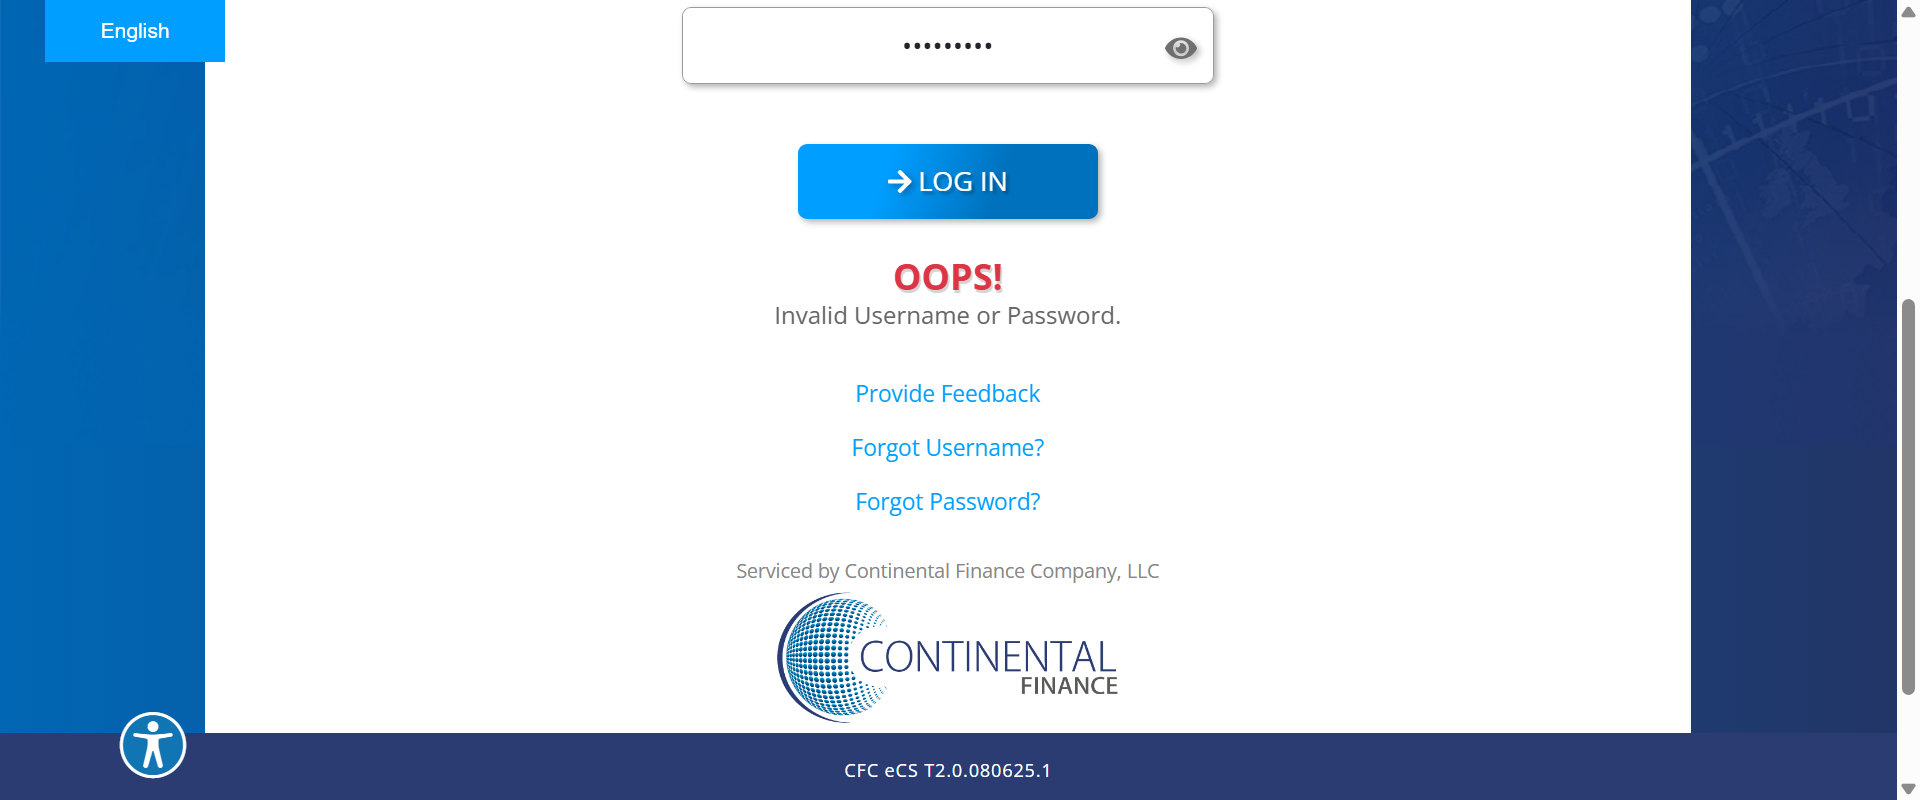 English
•••••••••
LOG IN
OOPS!
Invalid Username or Password.
Provide Feedback
Forgot Username?
Forgot Password?
Serviced by Continental Finance Company, LLC
CONTINENTAL
FINANCE
CFC eCS T2.0.080625.1